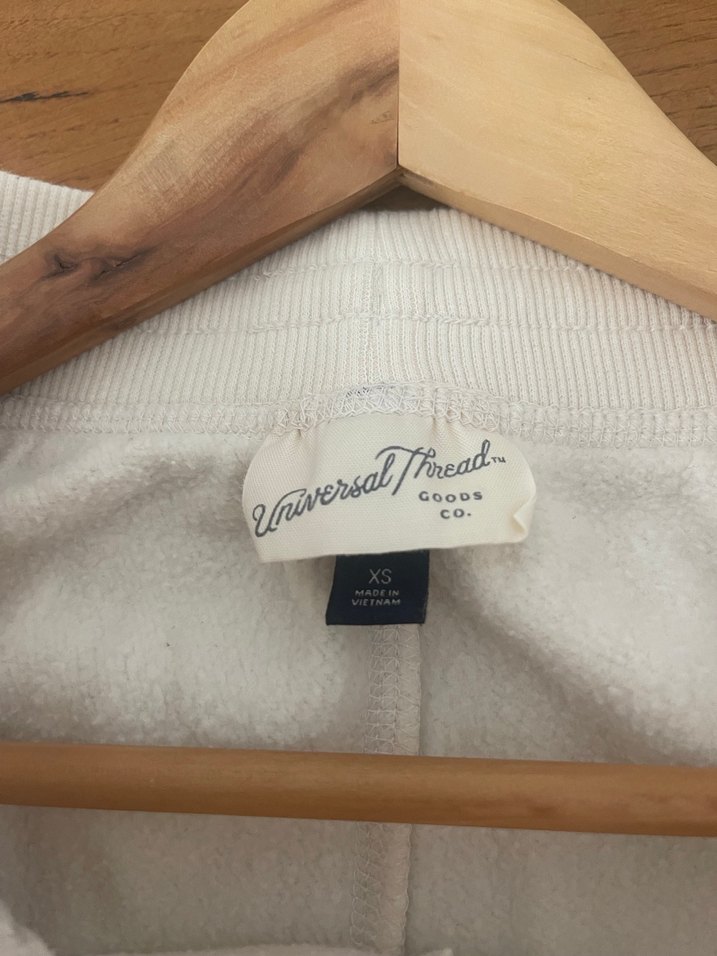 Universal Thread™
GOODS
CO.
XS
MADE IN
VIETNAM